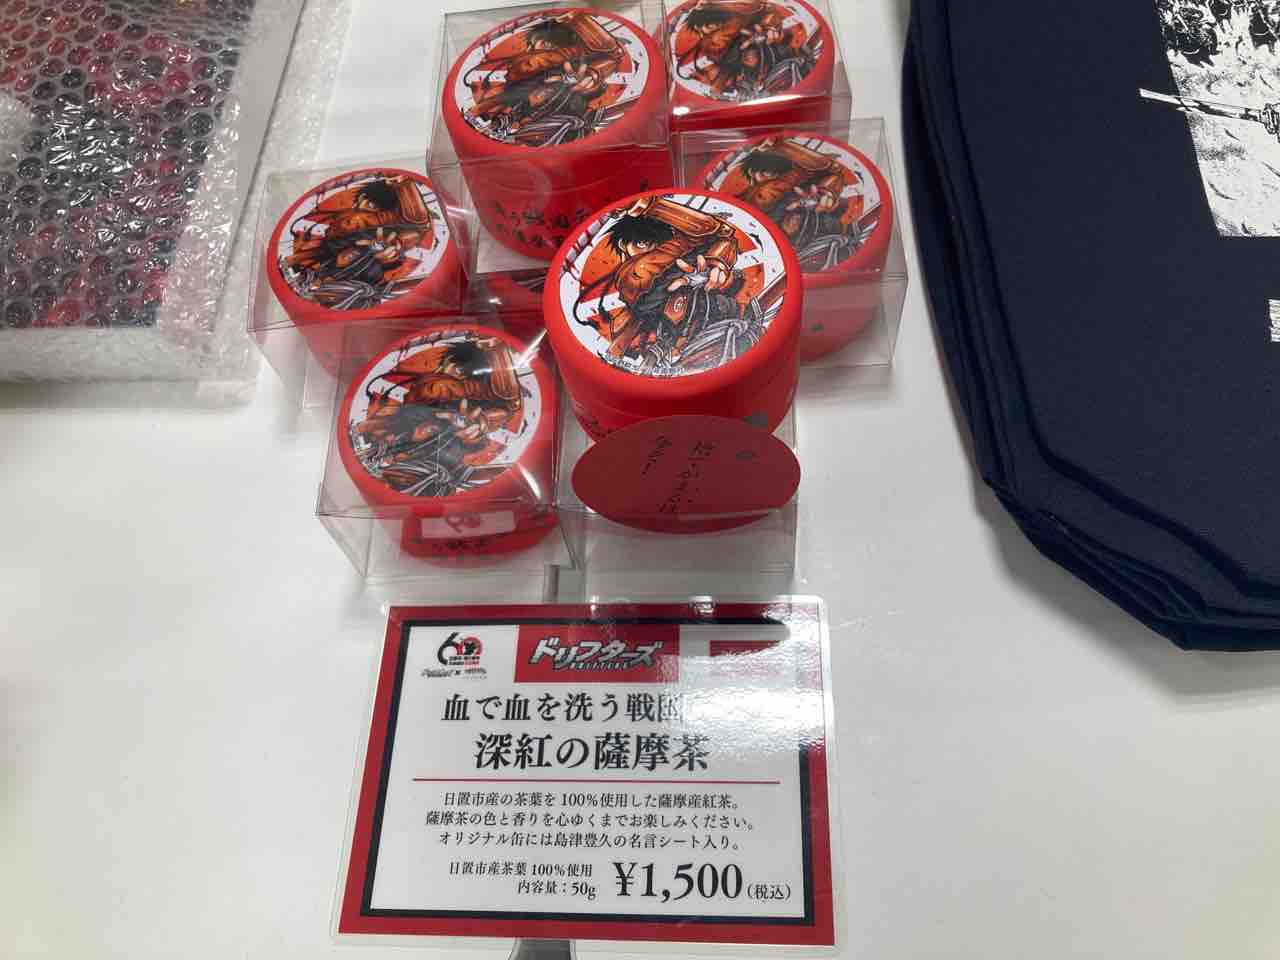 ドリフターズ
DRIFTERS
血で血を洗う戦国
深紅の薩摩茶
日置市産の茶葉を100%使用した薩摩産紅茶。
薩摩茶の色と香りを心ゆくまでお楽しみください。
オリジナル缶には島津豊久の名言シート入り。
日置市産茶葉100%使用
内容量：50g
¥1,500(税込)